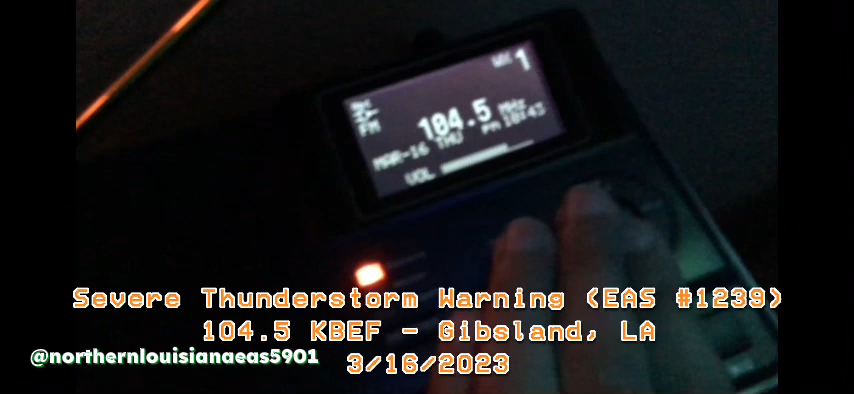 1
FM
104.5 MHz
MAR-16 THU PM 10:43
VOL
Severe Thunderstorm Warning (EAS #1239)
104.5 KBEF - Gibsland, LA
@northernlouisianaeas5901
3/16/2023